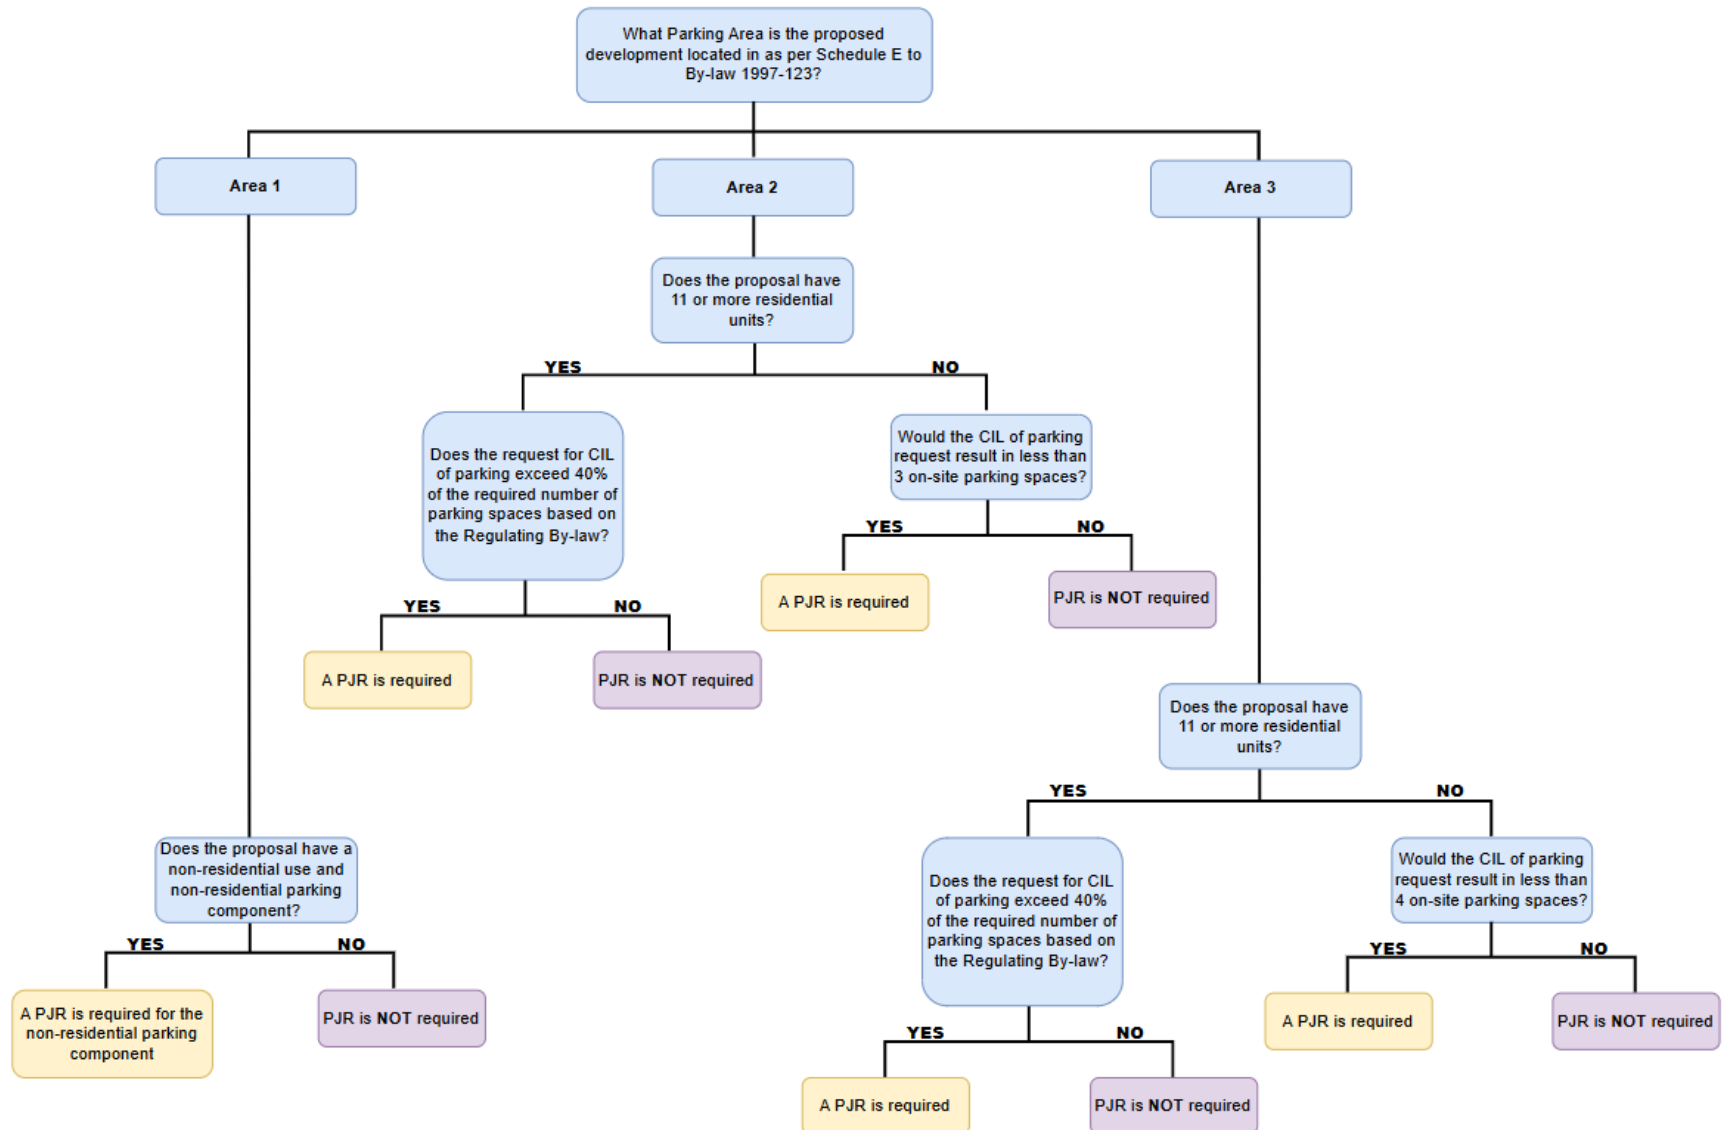 What Parking Area is the proposed
development located in as per Schedule E to
By-law 1997-123?
Area 1
Area 2
Area 3
Does the proposal have
11 or more residential
units?
YES
NO
Does the request for CIL
of parking exceed 40%
of the required number of
parking spaces based on
the Regulating By-law?
Would the CIL of parking
request result in less than
3 on-site parking spaces?
YES
NO
A PJR is required
PJR is NOT required
YES
NO
A PJR is required
PJR is NOT required
Does the proposal have
11 or more residential
units?
YES
NO
Does the proposal have a
non-residential use and
non-residential parking
component?
YES
NO
A PJR is required for the
non-residential parking
component
PJR is NOT required
Does the request for CIL
of parking exceed 40%
of the required number of
parking spaces based on
the Regulating By-law?
Would the CIL of parking
request result in less than
4 on-site parking spaces?
YES
NO
A PJR is required
PJR is NOT required
YES
NO
A PJR is required
PJR is NOT required